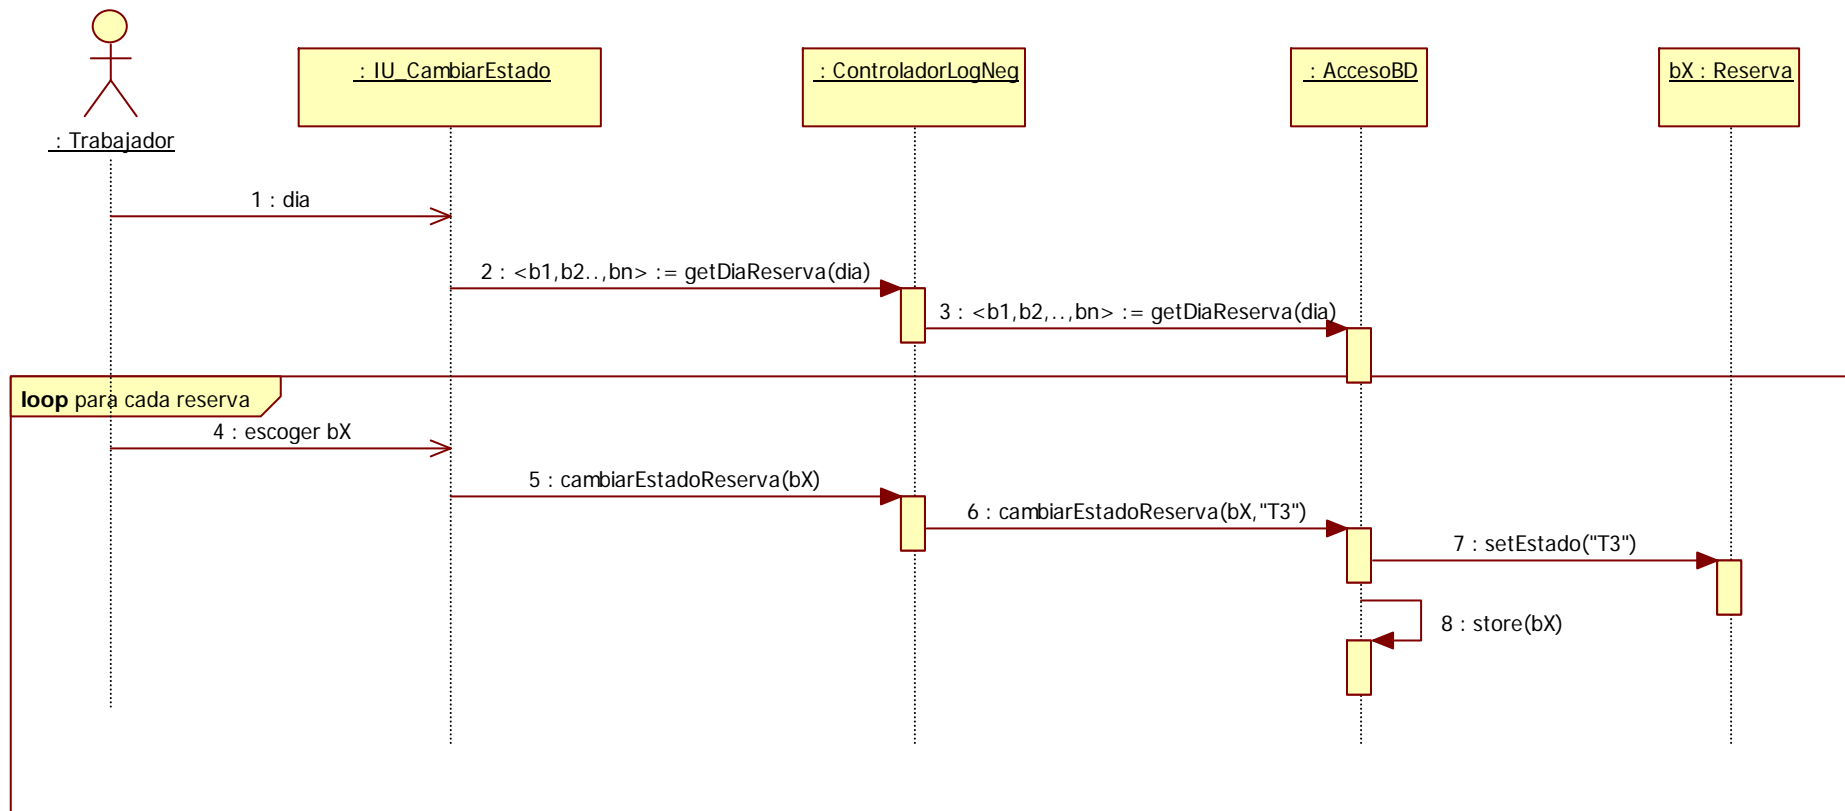 : IU_CambiarEstado
: ControladorLogNeg
: AccesoBD
bX : Reserva
: Trabajador
1 : dia
2 : <b1,b2..,bn> := getDiaReserva(dia)
3 : <b1,b2,..,bn> := getDiaReserva(dia)
loop para cada reserva
4 : escoger bX
5 : cambiarEstadoReserva(bX)
6 : cambiarEstadoReserva(bX,"T3")
7 : setEstado("T3")
8 : store(bX)